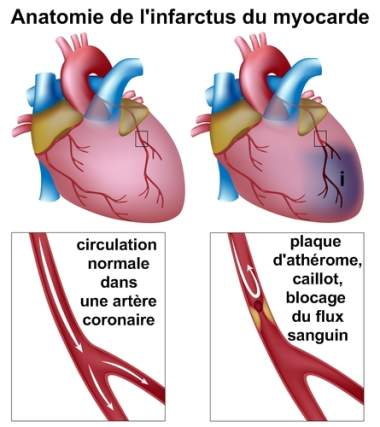 Anatomie de l'infarctus du myocarde
i
circulation
normale
dans
une artère
coronaire
plaque
d'athérome,
caillot,
blocage
du flux
sanguin